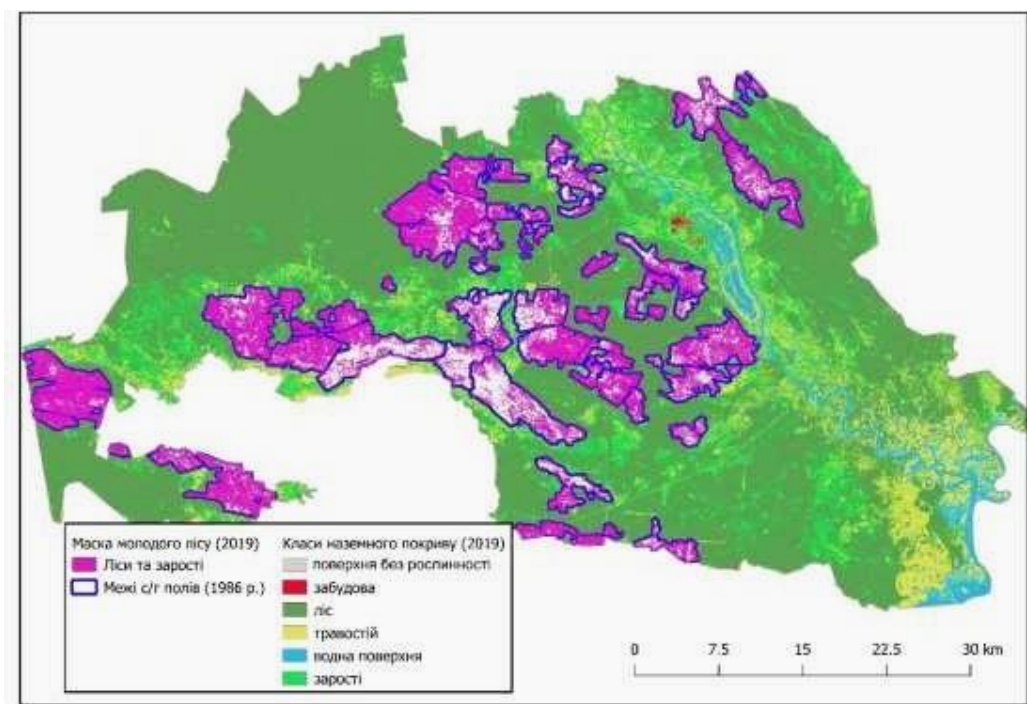 Маска молодого лісу (2019)
Ліси та зарості
Межі с/г полів (1986 р.)
Класи наземного покриву (2019)
поверхня без рослинності
забудова
ліс
травостій
водна поверхня
зарості
0 7.5 15 22.5 30 km